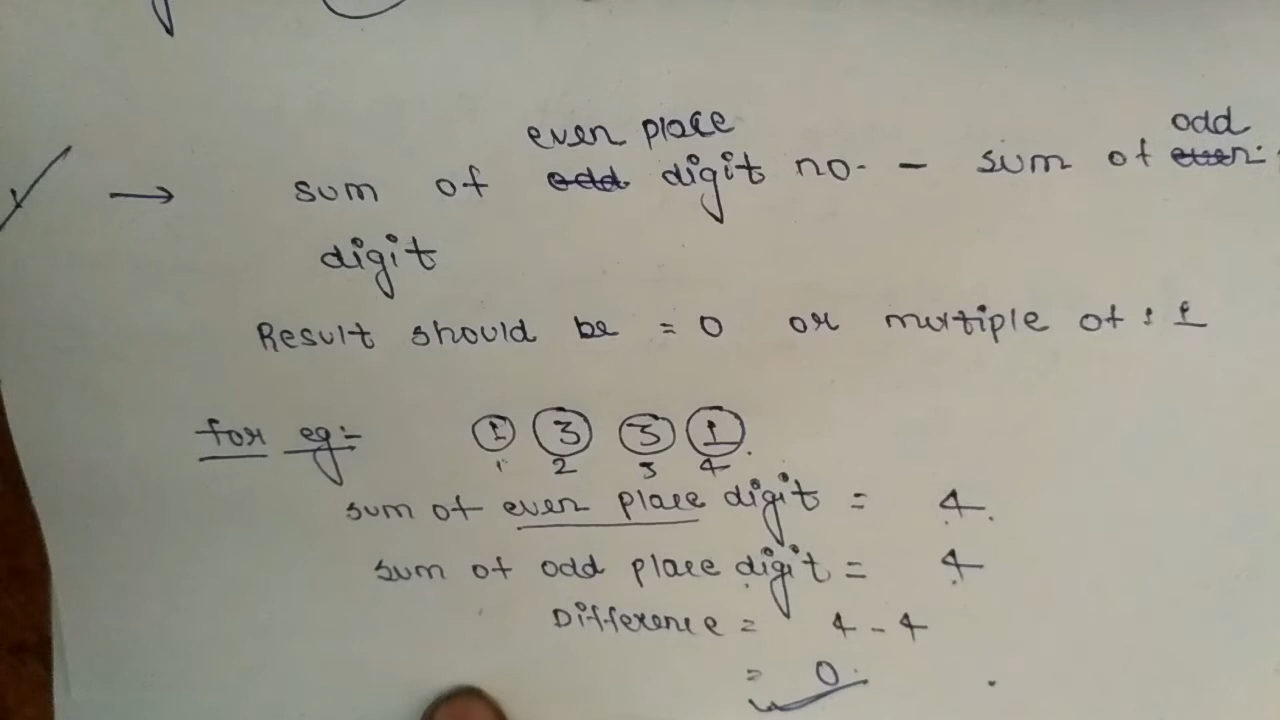 even place odd
→ sum of odd digit no. - sum of even.
digit
Result should be = 0 or multiple of 11
for eg:- 1 3 3 1.
1 2 3 4
sum of even place digit = 4.
sum of odd place digit = 4
Difference = 4 - 4
= 0.